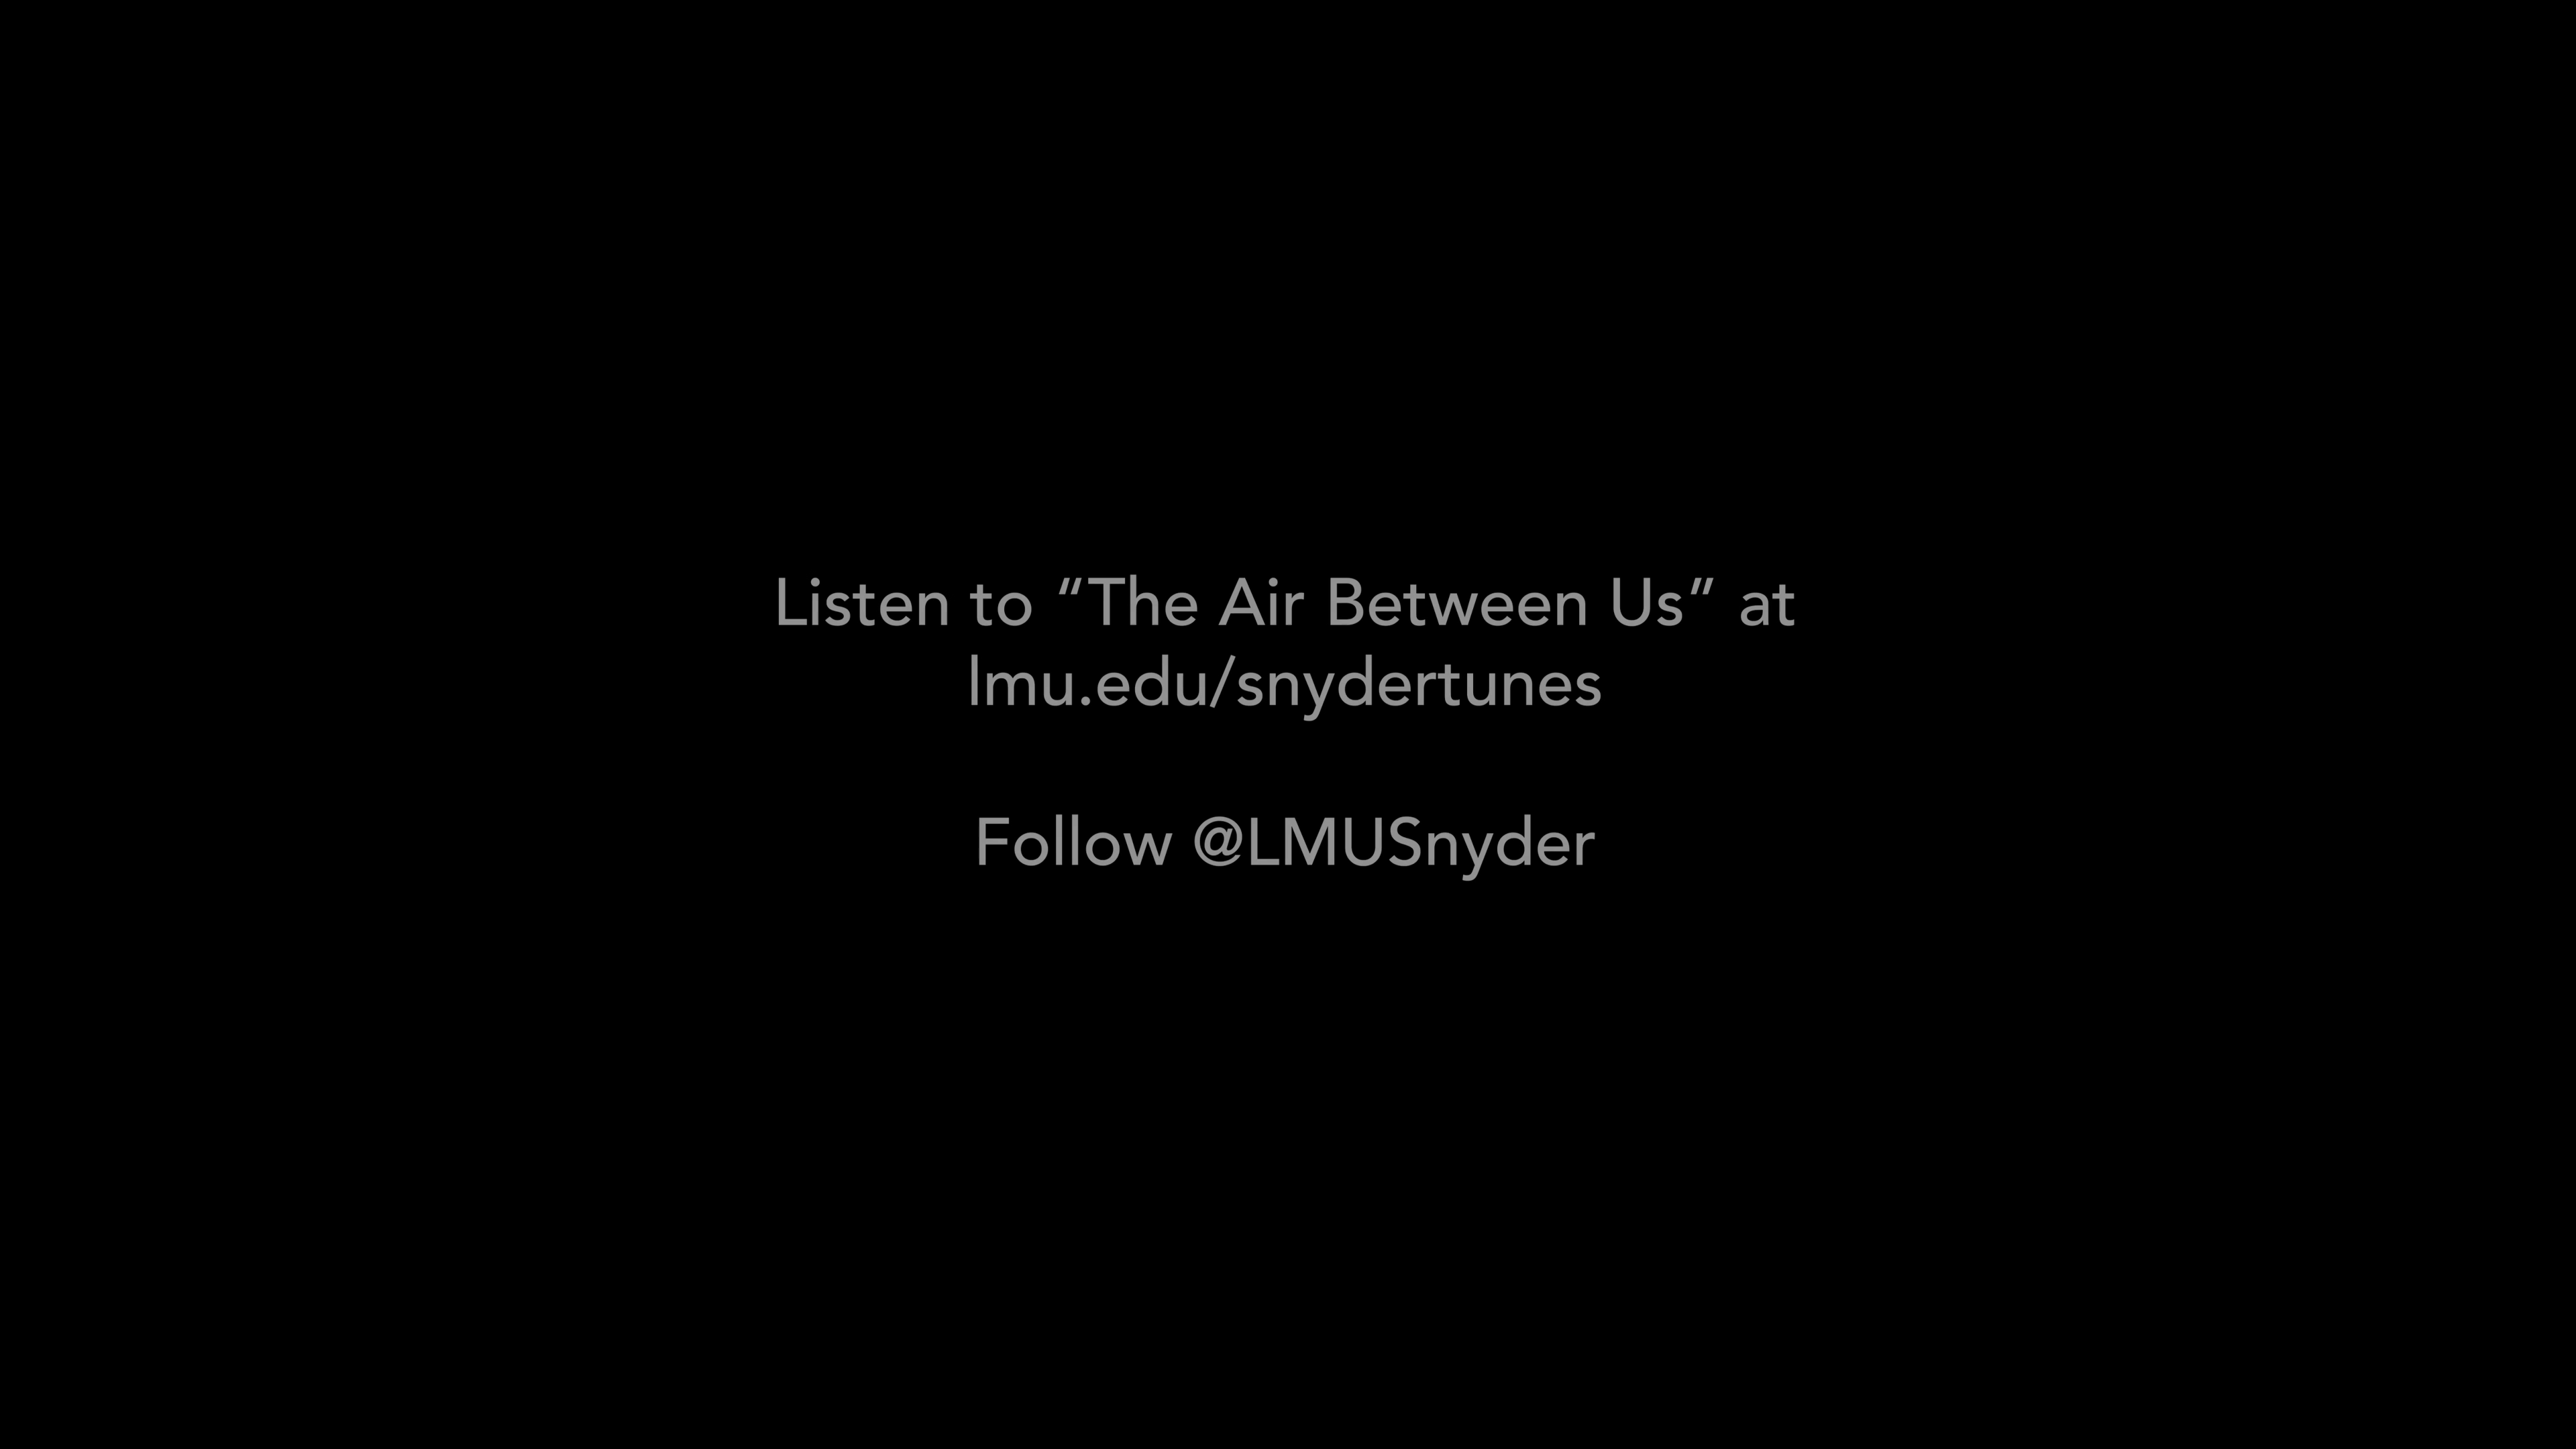 Listen to “The Air Between Us” at
lmu.edu/snydertunes
Follow @LMUSnyder